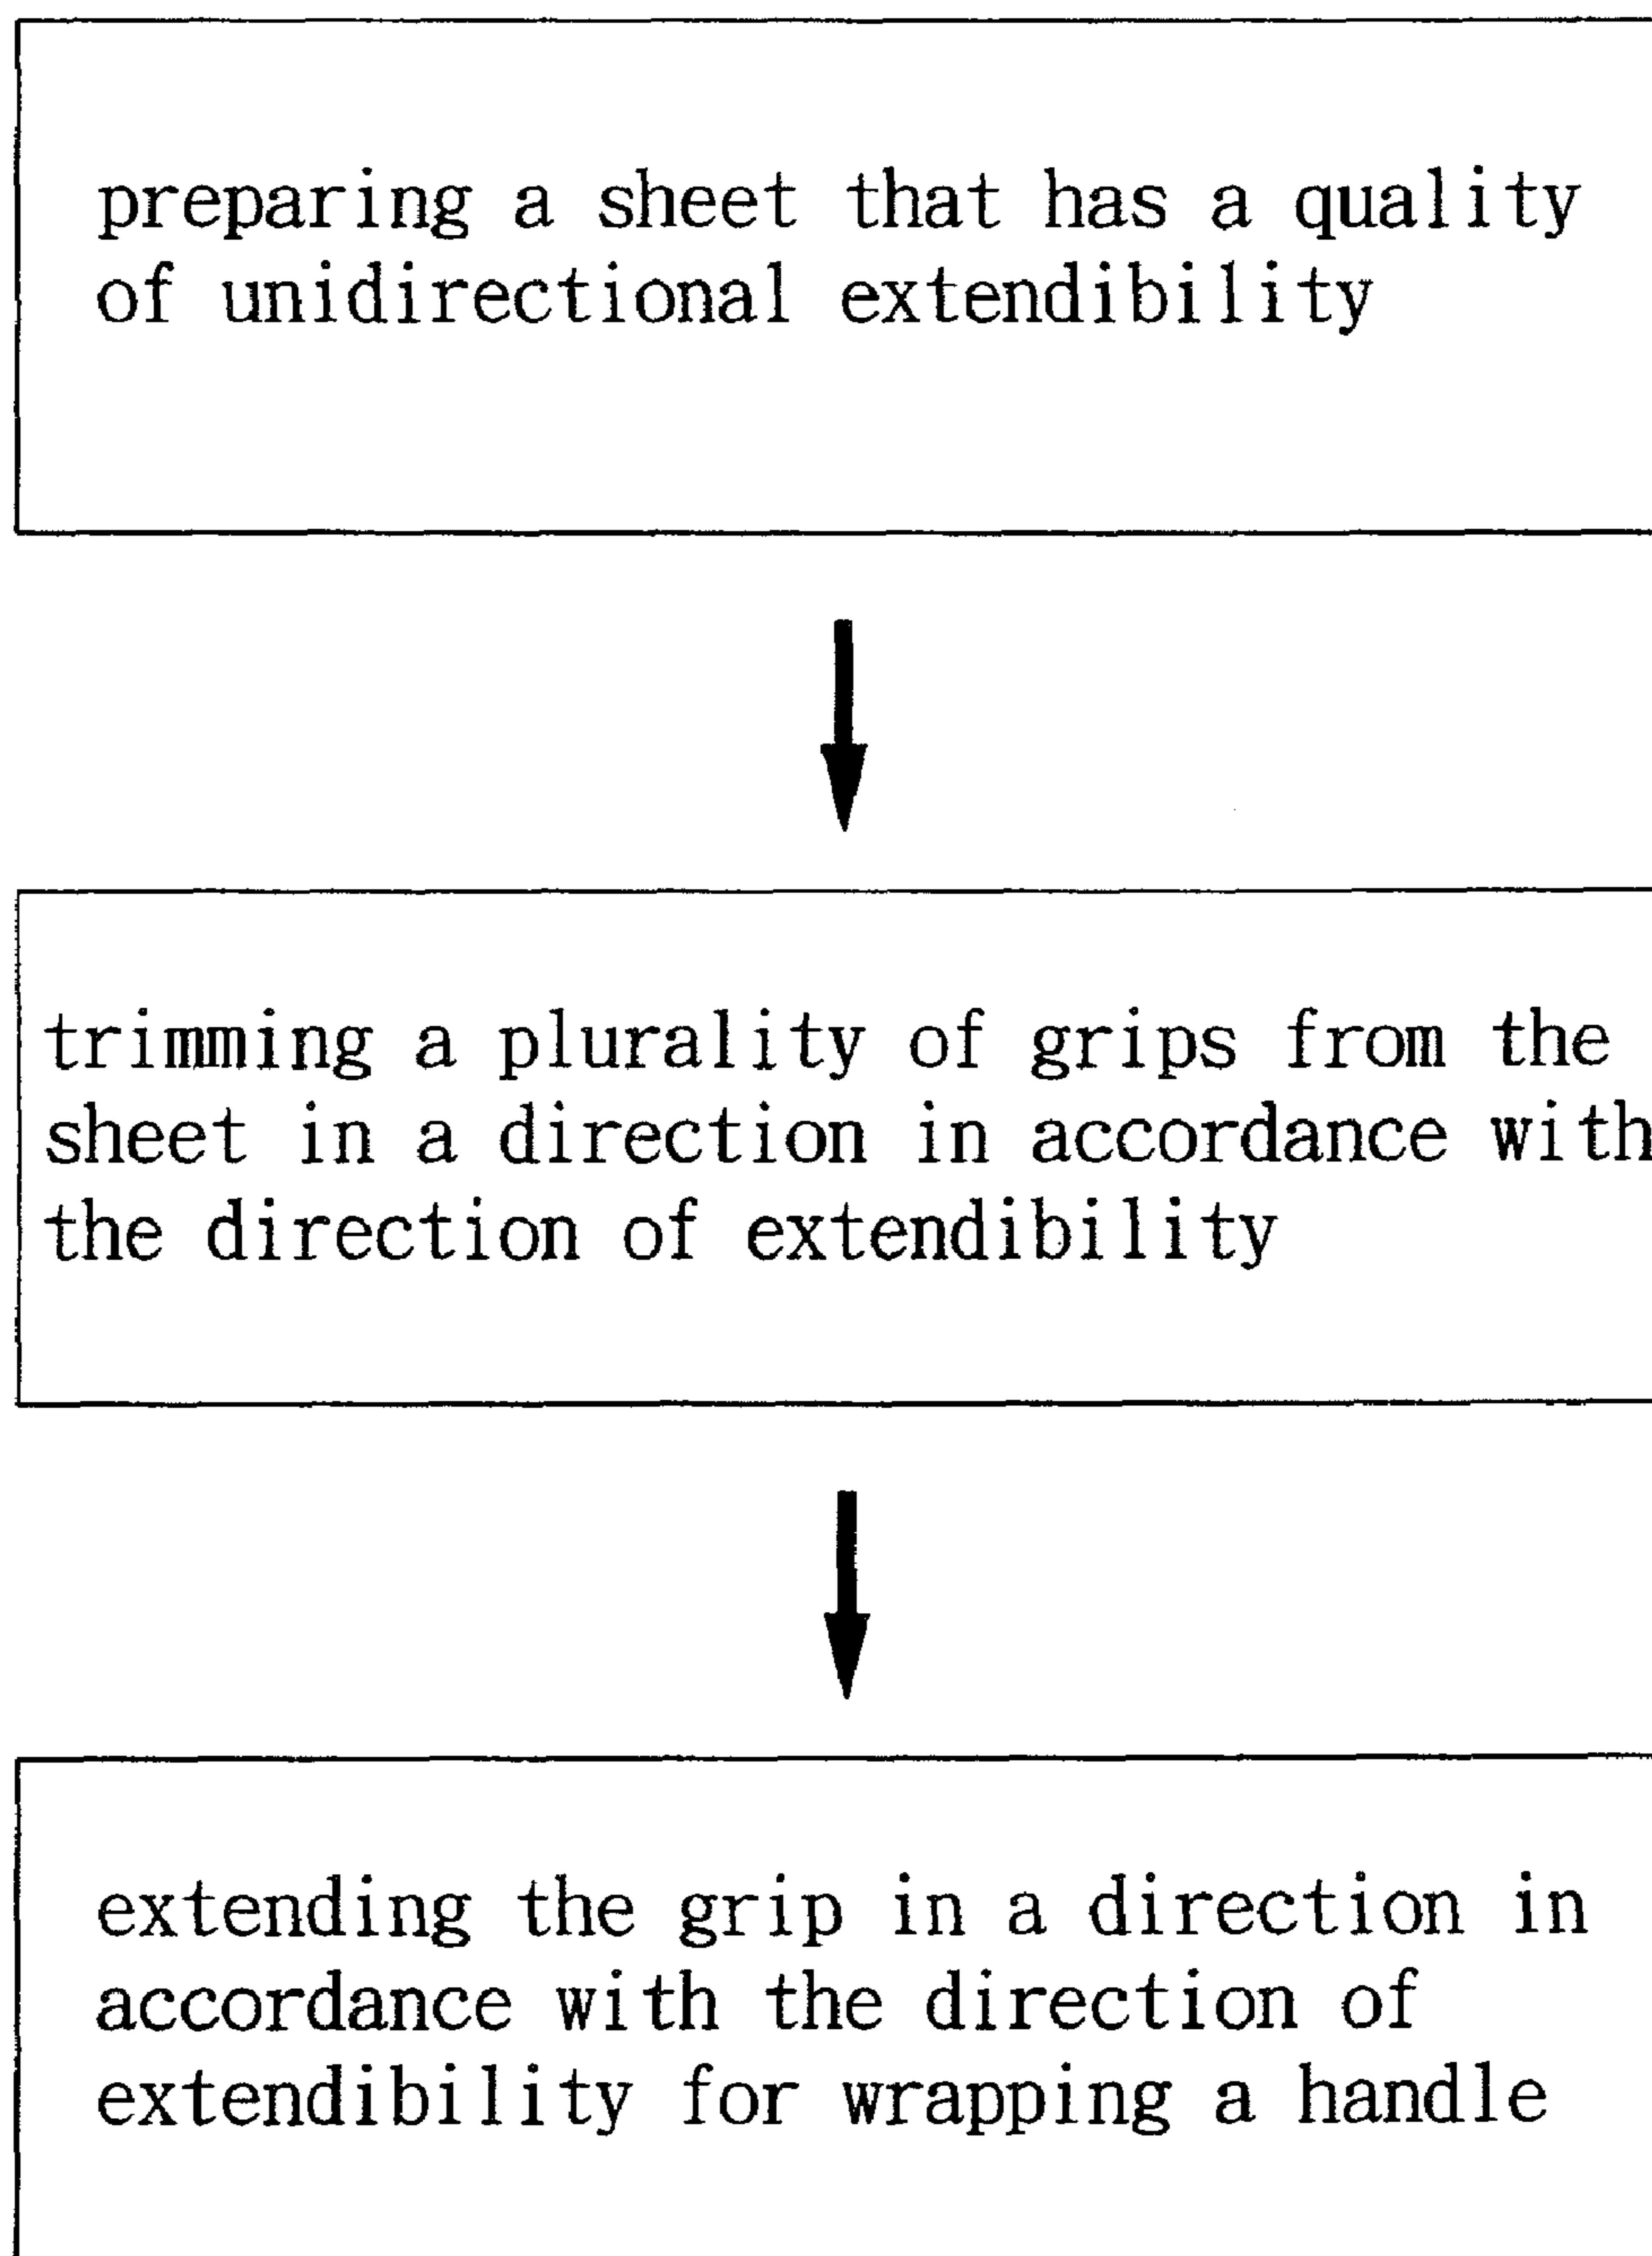 preparing a sheet that has a quality
of unidirectional extendibility
trimming a plurality of grips from the
sheet in a direction in accordance with
the direction of extendibility
extending the grip in a direction in
accordance with the direction of
extendibility for wrapping a handle